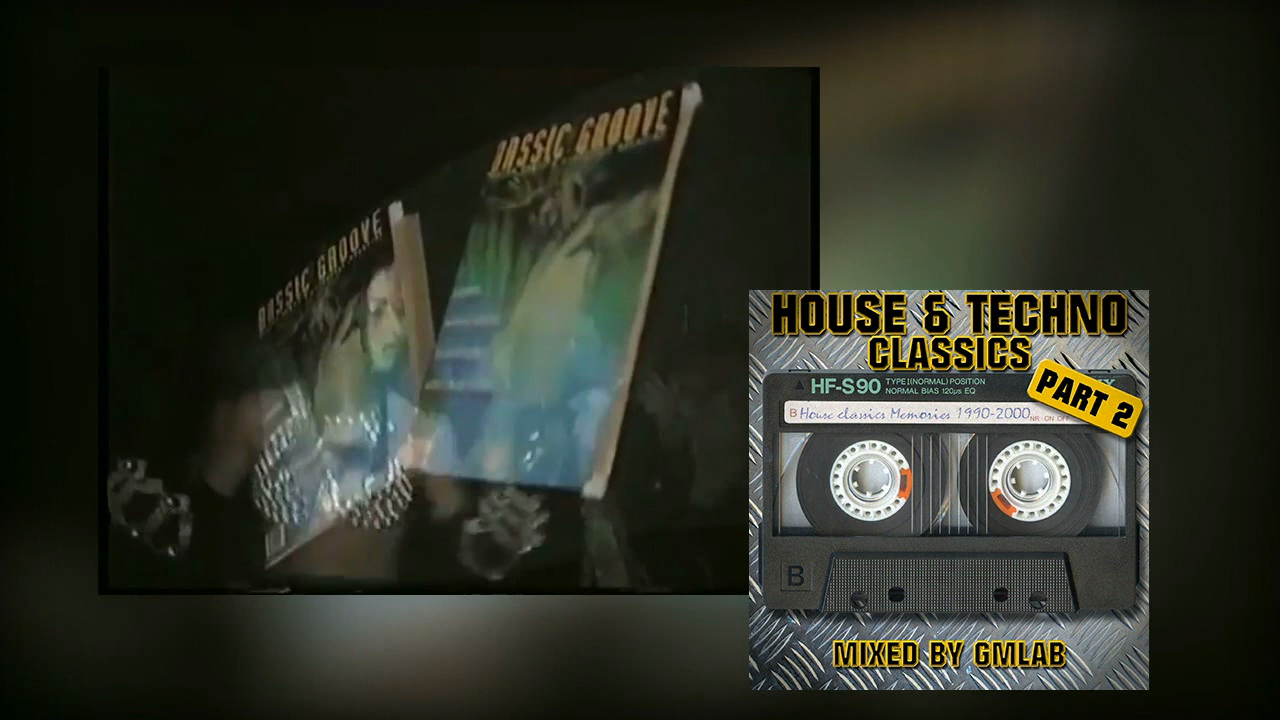 BASSIC GROOVE
BASSIC GROOVE
HOUSE & TECHNO
CLASSICS
PART 2
HF-S90
TYPE I (NORMAL) POSITION
NORMAL BIAS 120µs EQ
B House classics Memories 1990-2000
B
MIXED BY GMLAB